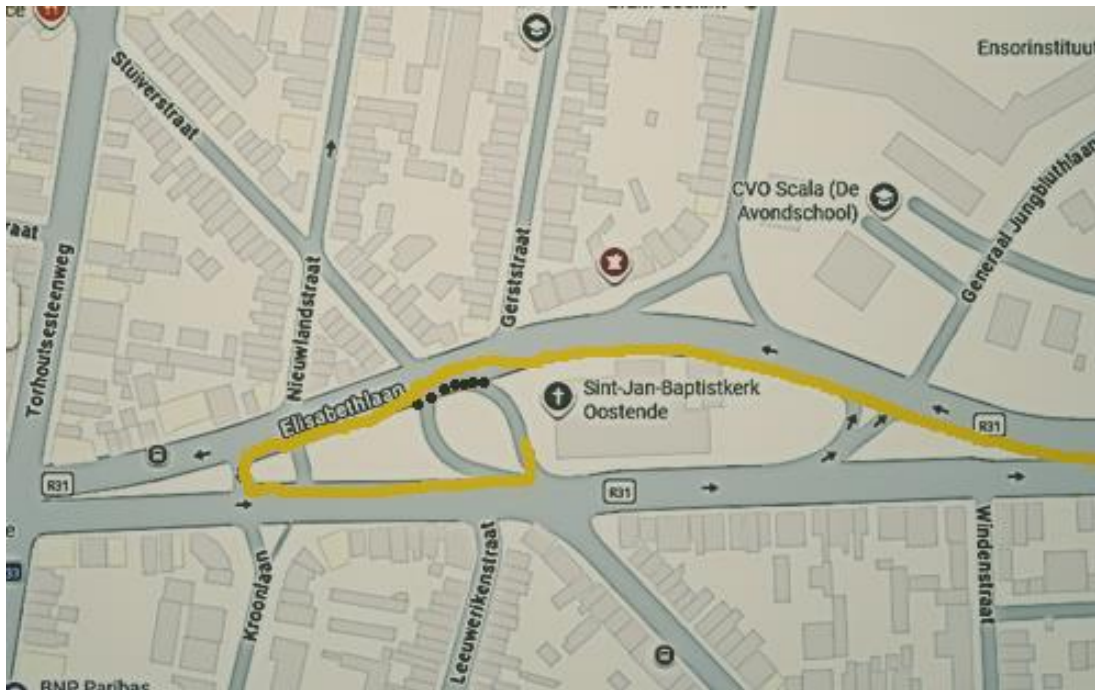 Ensorinstituut
Stuiverstraat
CVO Scala (De
Avondschool)
Generaal Jungbluthlaan
raat
Torhoutsesteenweg
Nieuwlandstraat
Gerststraat
Elisabethlaan
Sint-Jan-Baptistkerk
Oostende
R31
R31
R31
Kroonlaan
Leeuwerikenstraat
Windenstraat
BNP Paribas